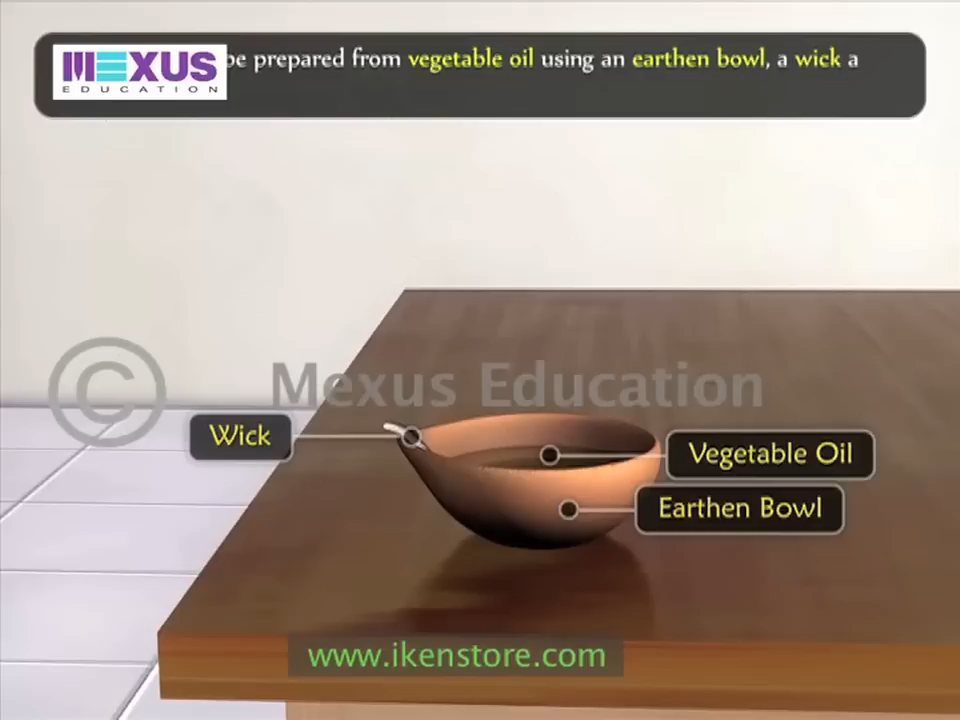 MEXUS
EDUCATION
be prepared from vegetable oil using an earthen bowl, a wick a
© Mexus Education
Wick
Vegetable Oil
Earthen Bowl
www.ikenstore.com